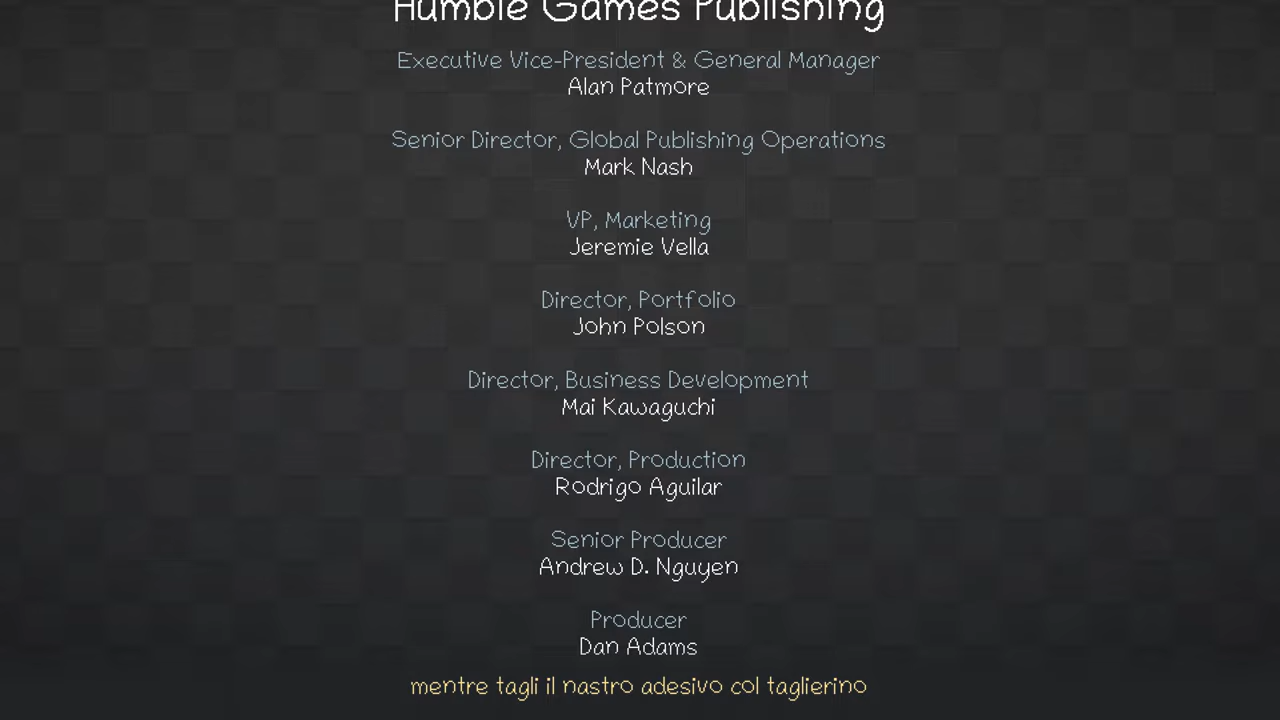 Humble Games Publishing
Executive Vice-President & General Manager
Alan Patmore
Senior Director, Global Publishing Operations
Mark Nash
VP, Marketing
Jeremie Vella
Director, Portfolio
John Polson
Director, Business Development
Mai Kawaguchi
Director, Production
Rodrigo Aguilar
Senior Producer
Andrew D. Nguyen
Producer
Dan Adams
mentre tagli il nastro adesivo col taglierino